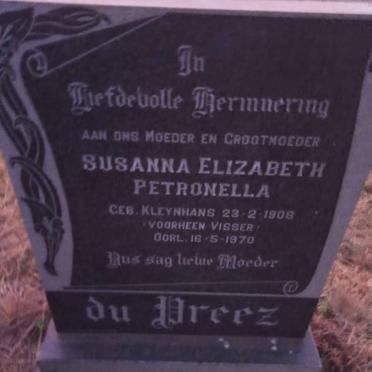 In
Liefdevolle Herinnering
AAN ONS MOEDER EN GROOTMOEDER
SUSANNA ELIZABETH
PETRONELLA
GEB. KLEYNHANS 23-2-1908
VOORHEEN VISSER
OORL. 16-5-1970
Rus sag liewe Moeder
du Preez